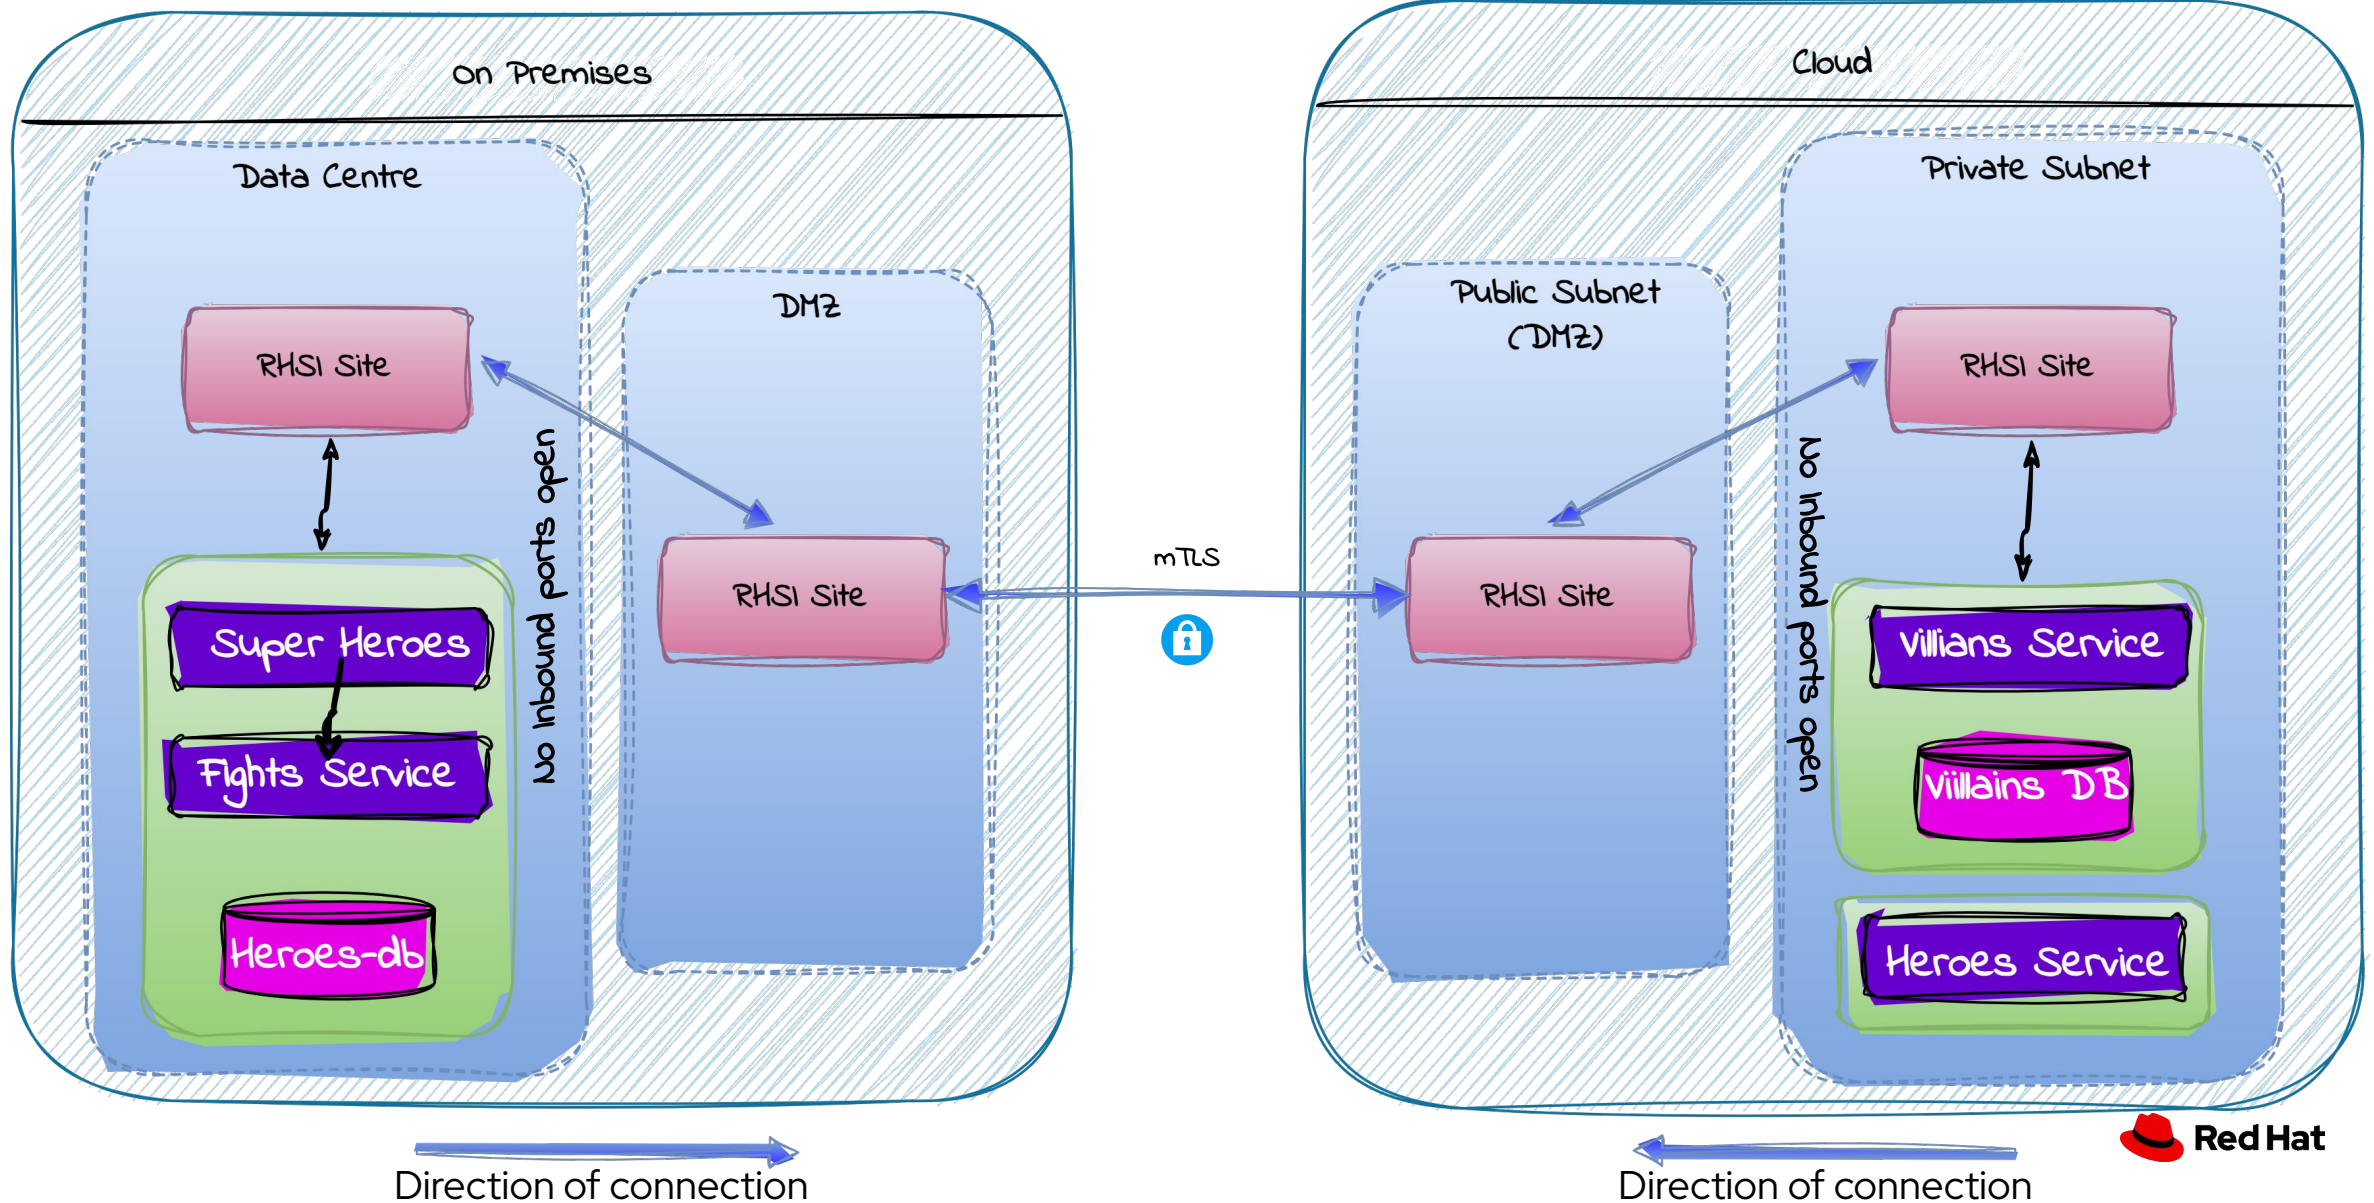 On Premises
Data Centre
RHSI Site
No Inbound ports open
Super Heroes
Fights Service
Heroes-db
DMZ
RHSI Site
mTLS
Cloud
Public Subnet
(DMZ)
RHSI Site
Private Subnet
RHSI Site
No Inbound ports open
Villians Service
Viillains DB
Heroes Service
Direction of connection
Direction of connection
Red Hat